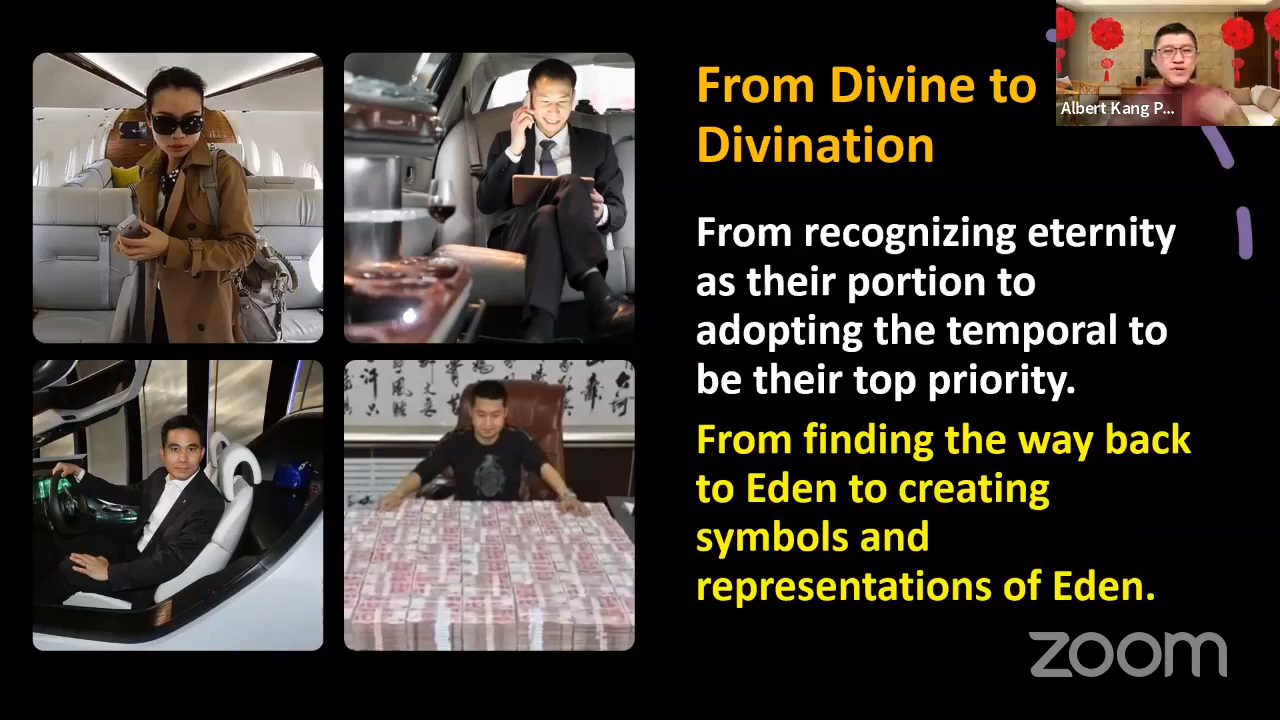 From Divine to
Divination
Albert Kang P...
From recognizing eternity
as their portion to
adopting the temporal to
be their top priority.
From finding the way back
to Eden to creating
symbols and
representations of Eden.
zoom